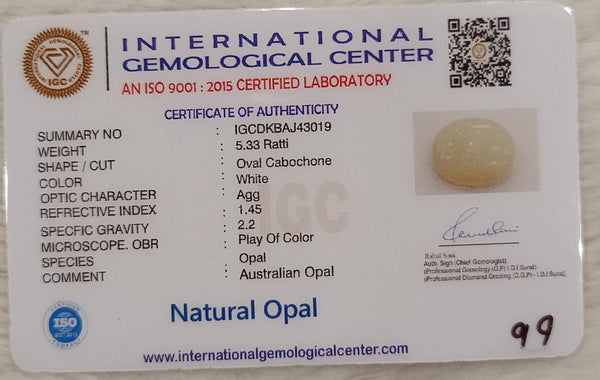 INTERNATIONAL
GEMOLOGICAL CENTER
AN ISO 9001 : 2015 CERTIFIED LABORATORY
CERTIFICATE OF AUTHENTICITY
SUMMARY NO : IGCDKBAJ43019
WEIGHT : 5.33 Ratti
SHAPE / CUT : Oval Cabochone
COLOR : White
OPTIC CHARACTER : Agg
REFRACTIVE INDEX : 1.45
SPECFIC GRAVITY : 2.2
MICROSCOPE. OBR : Play Of Color
SPECIES : Opal
COMMENT : Australian Opal
IGC
IGC
Rahul Soni
Auth. Sign (Chief Gemologist)
(Professional Gemology (G.P) I.D.I Surat)
(Professional Diamond Grading (D.G.P) - I.D.I Surat)
ISO
Natural Opal
99
www.internationalgemologicalcenter.com